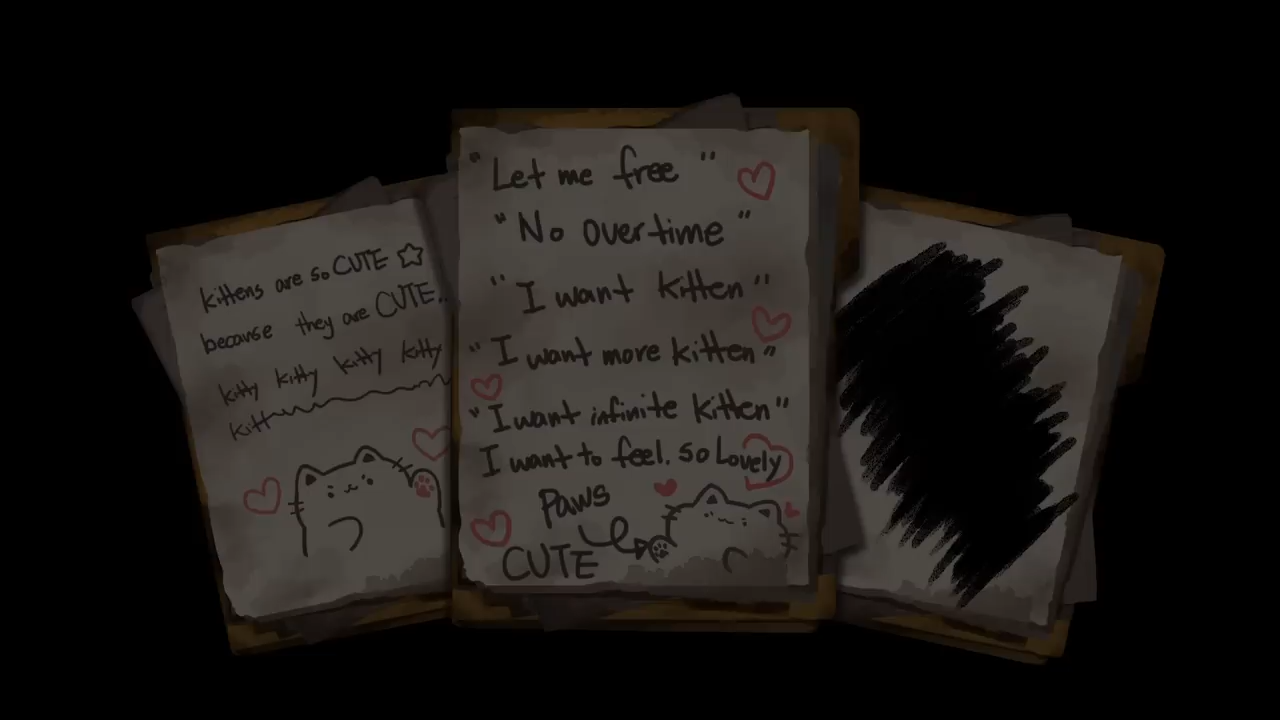 kittens are so CUTE
because they are CUTE..
kitty kitty kitty kitty
kitt
"Let me free"
"No overtime"
"I want kitten"
"I want more kitten"
"I want infinite kitten"
I want to feel. so Lovely
Paws
CUTE